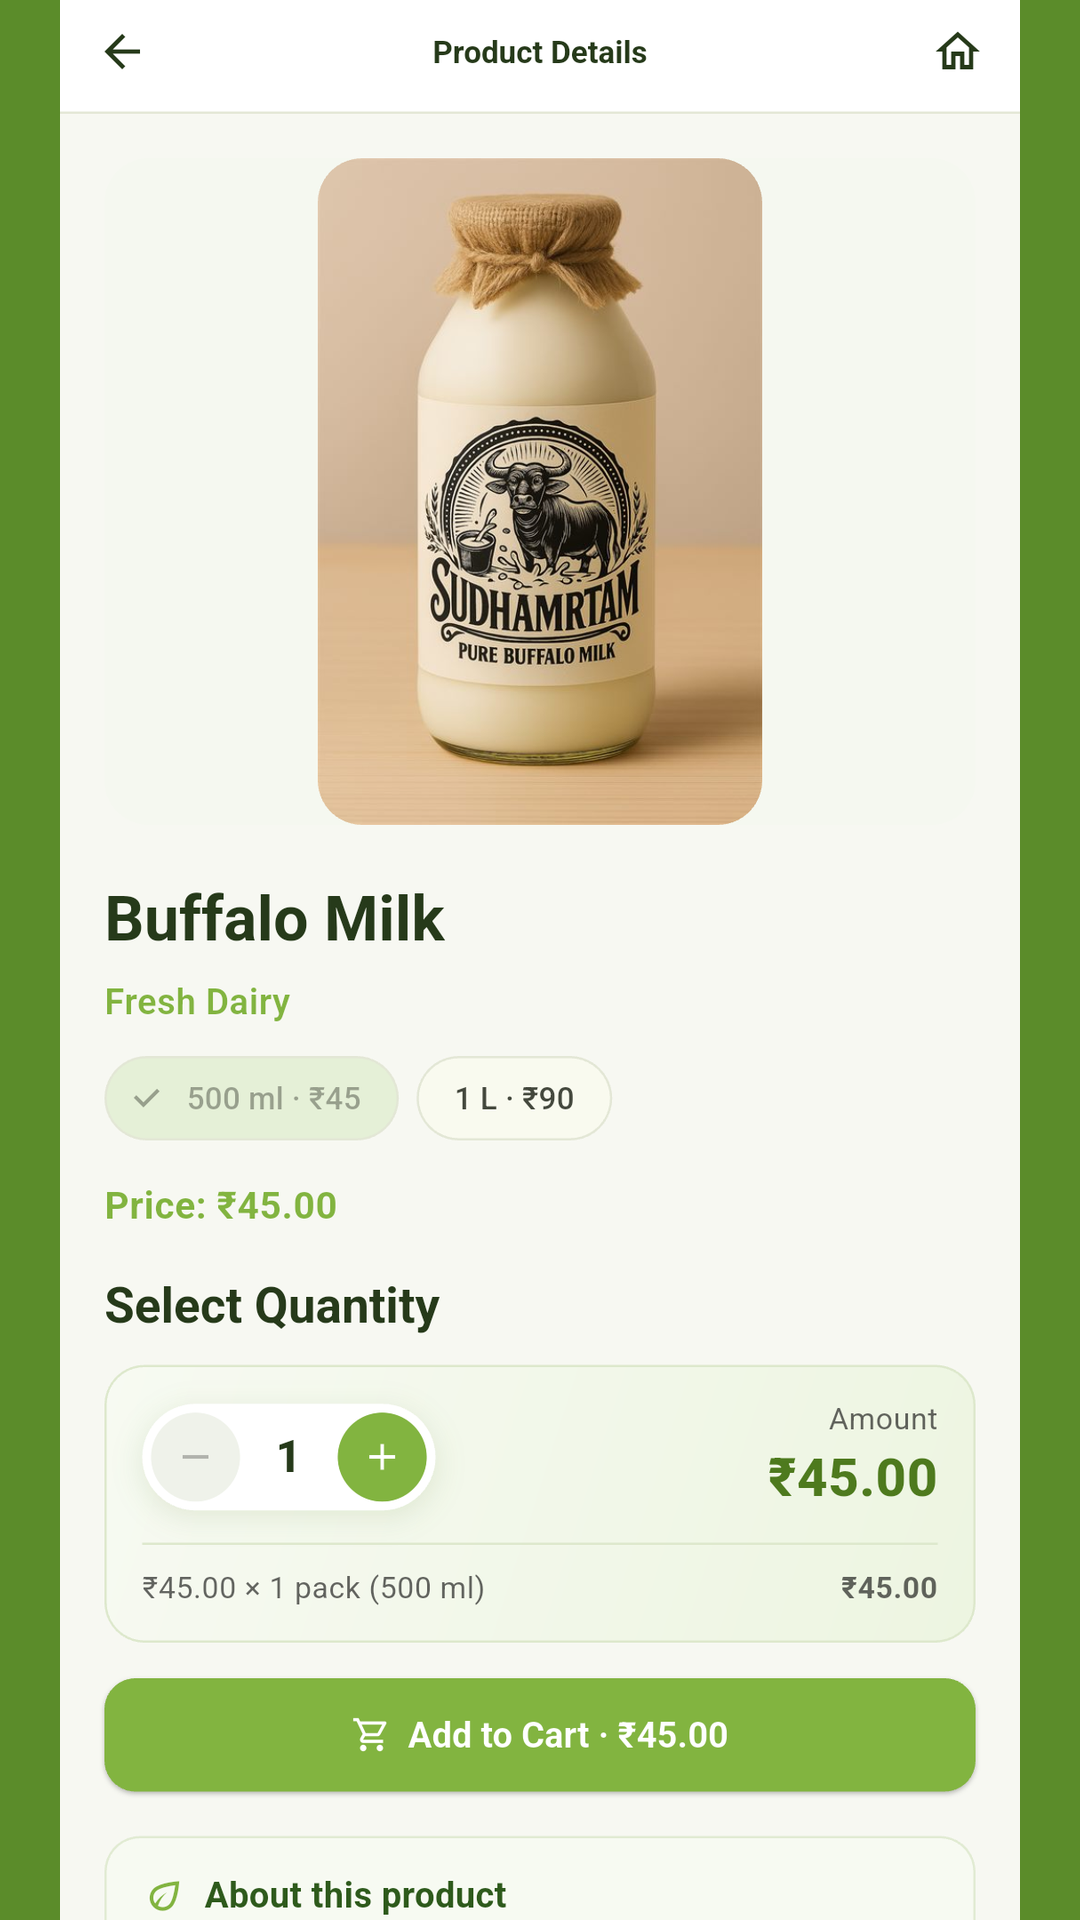 Product Details
SUDHAMRTAM
PURE BUFFALO MILK
Buffalo Milk
Fresh Dairy
500 ml · ₹45
1 L · ₹90
Price: ₹45.00
Select Quantity
1
Amount
₹45.00
₹45.00 × 1 pack (500 ml)
₹45.00
Add to Cart · ₹45.00
About this product